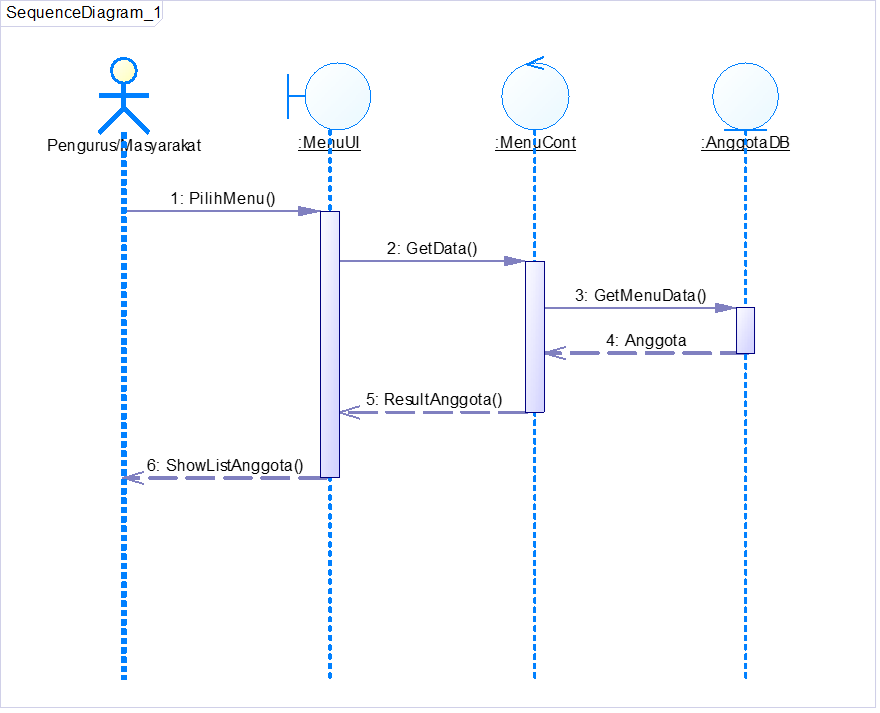 SequenceDiagram_1
Pengurus/Masyarakat
:MenuUI
:MenuCont
:AnggotaDB
1: PilihMenu()
2: GetData()
3: GetMenuData()
4: Anggota
5: ResultAnggota()
6: ShowListAnggota()